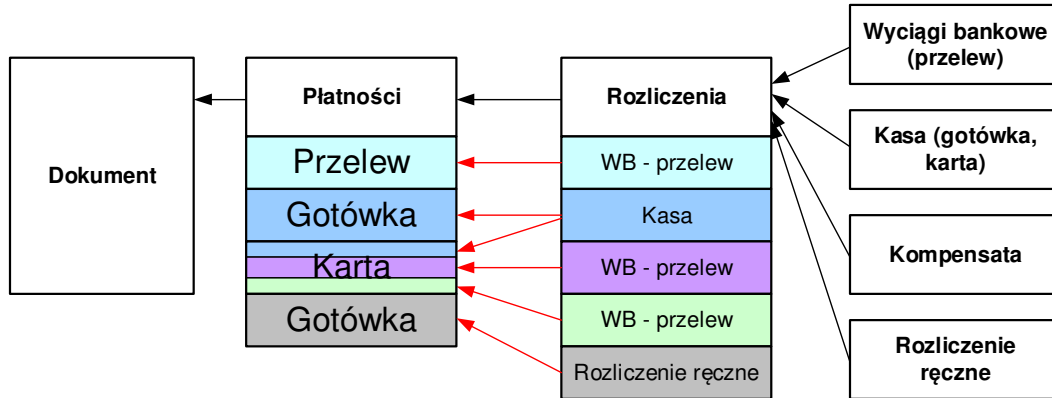 Dokument
Płatności
Przelew
Gotówka
Karta
Gotówka
Rozliczenia
WB - przelew
Kasa
WB - przelew
WB - przelew
Rozliczenie ręczne
Wyciągi bankowe
(przelew)
Kasa (gotówka,
karta)
Kompensata
Rozliczenie
ręczne